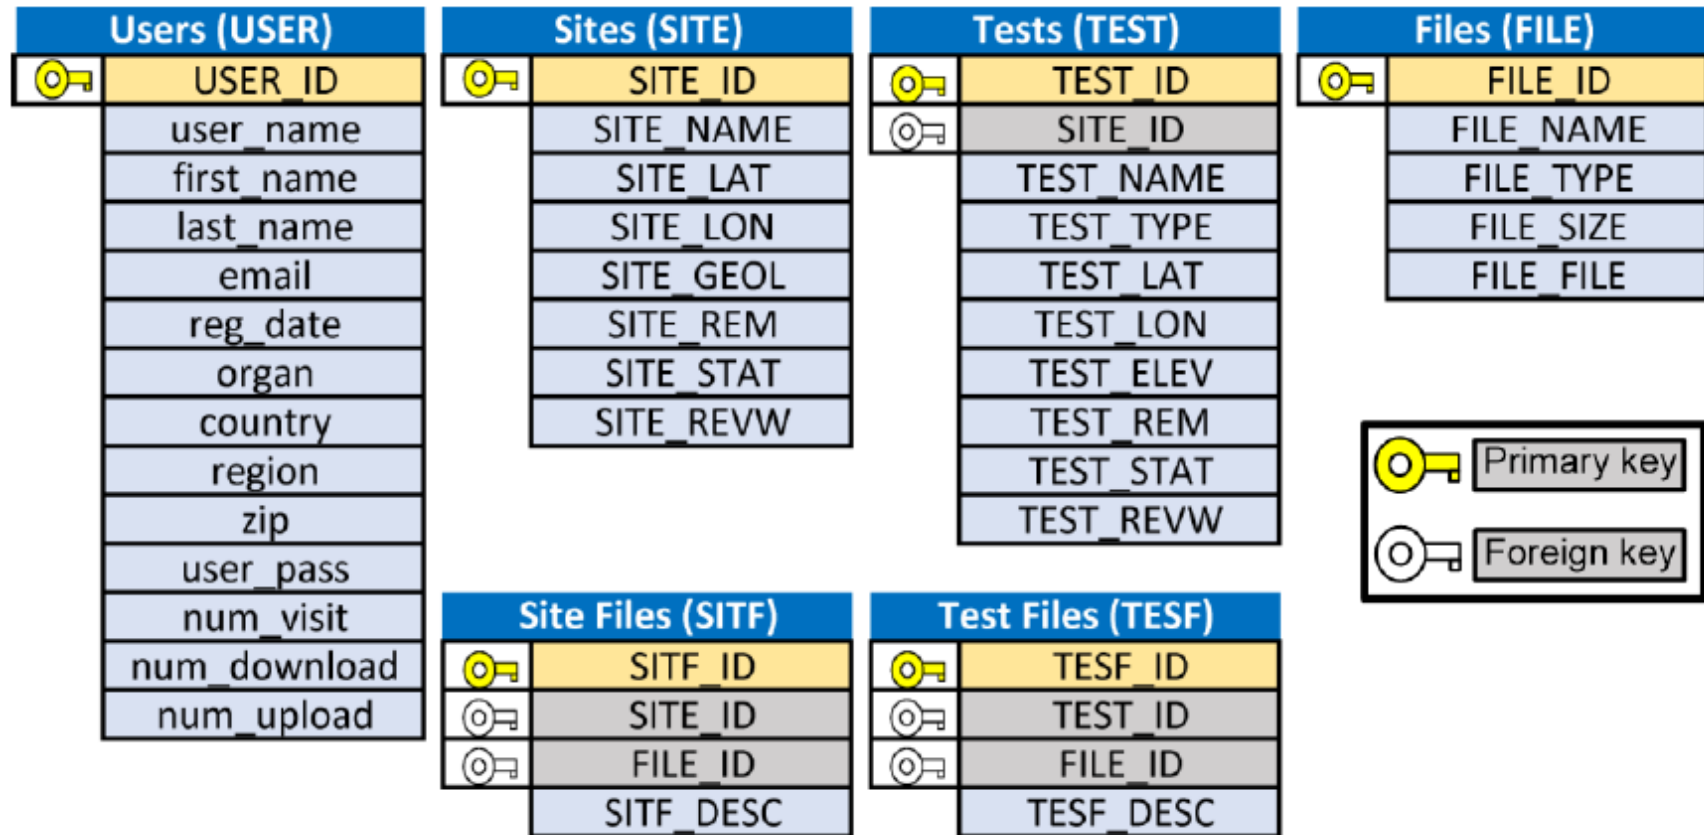 Users (USER)
USER_ID
user_name
first_name
last_name
email
reg_date
organ
country
region
zip
user_pass
num_visit
num_download
num_upload
Sites (SITE)
SITE_ID
SITE_NAME
SITE_LAT
SITE_LON
SITE_GEOL
SITE_REM
SITE_STAT
SITE_REVW
Tests (TEST)
TEST_ID
SITE_ID
TEST_NAME
TEST_TYPE
TEST_LAT
TEST_LON
TEST_ELEV
TEST_REM
TEST_STAT
TEST_REVW
Files (FILE)
FILE_ID
FILE_NAME
FILE_TYPE
FILE_SIZE
FILE_FILE
Primary key
Foreign key
Site Files (SITF)
SITF_ID
SITE_ID
FILE_ID
SITF_DESC
Test Files (TESF)
TESF_ID
TEST_ID
FILE_ID
TESF_DESC